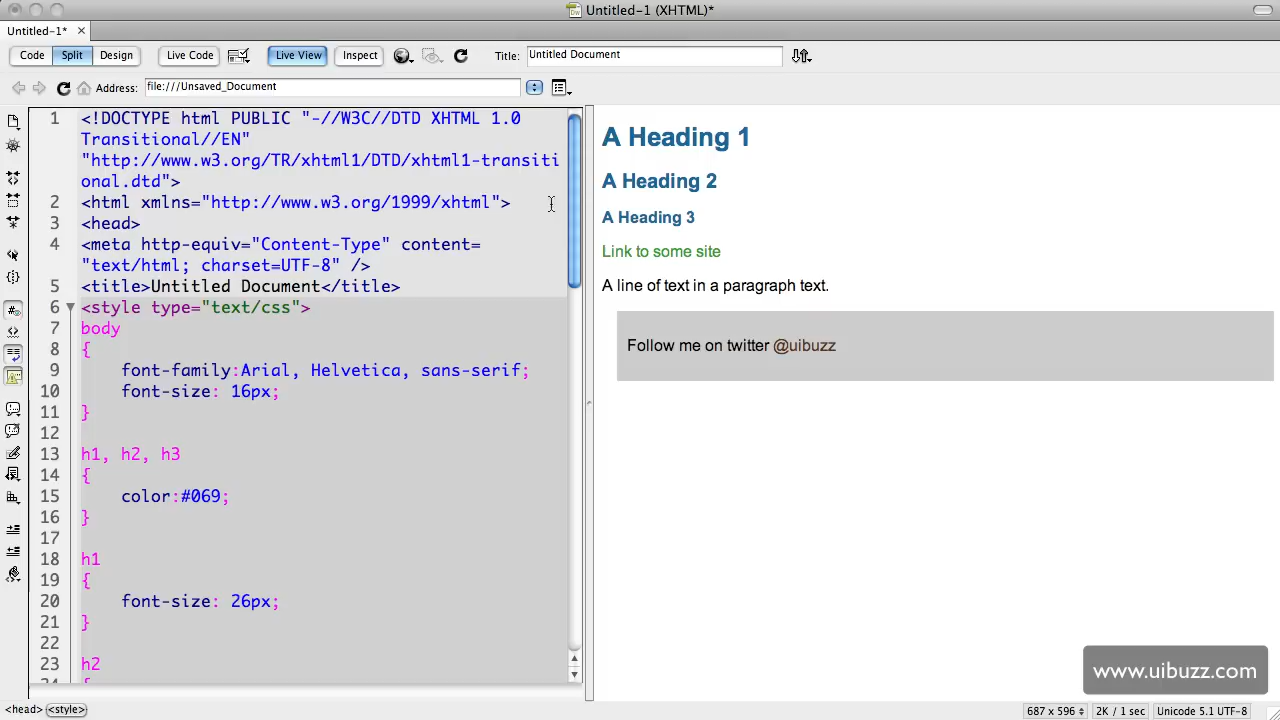 Untitled-1 (XHTML)*
Untitled-1*
Code Split Design Live Code Live View Inspect Title: Untitled Document
Address: file:///Unsaved_Document
1 <!DOCTYPE html PUBLIC "-//W3C//DTD XHTML 1.0
Transitional//EN"
"http://www.w3.org/TR/xhtml1/DTD/xhtml1-transiti
onal.dtd">
2 <html xmlns="http://www.w3.org/1999/xhtml">
3 <head>
4 <meta http-equiv="Content-Type" content=
"text/html; charset=UTF-8" />
5 <title>Untitled Document</title>
6 <style type="text/css">
7 body
8 {
9 font-family:Arial, Helvetica, sans-serif;
10 font-size: 16px;
11 }
12
13 h1, h2, h3
14 {
15 color:#069;
16 }
17
18 h1
19 {
20 font-size: 26px;
21 }
22
23 h2
24 {
A Heading 1
A Heading 2
A Heading 3
Link to some site
A line of text in a paragraph text.
Follow me on twitter @uibuzz
www.uibuzz.com
<head> <style>
687 x 596 2K / 1 sec Unicode 5.1 UTF-8